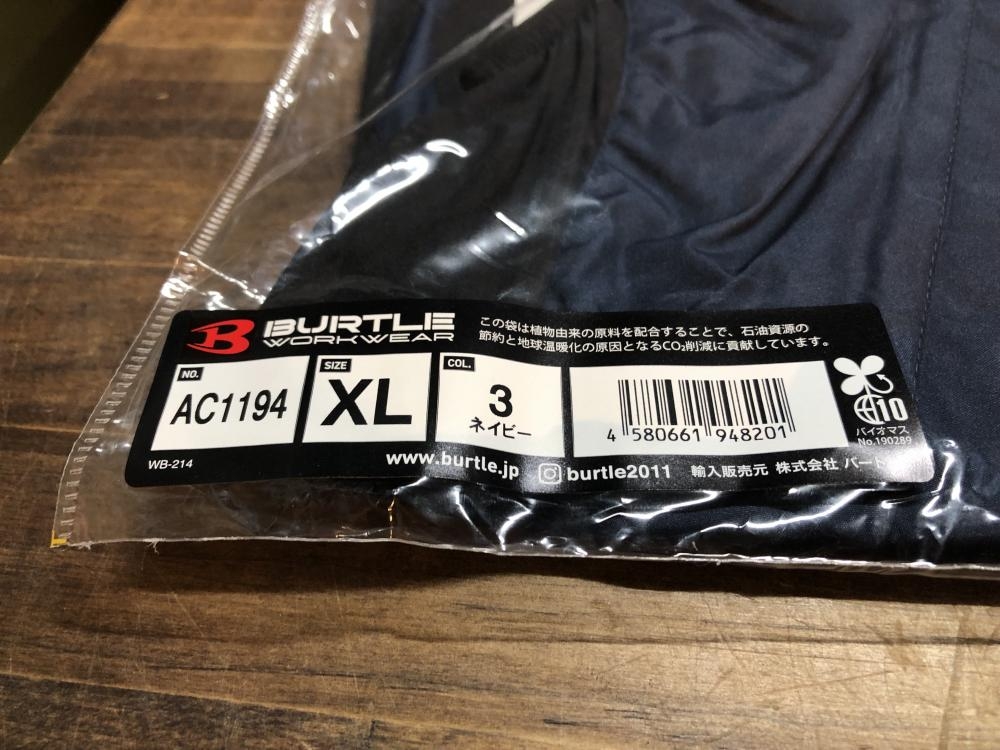 B BURTLE
WORKWEAR
この袋は植物由来の原料を配合することで、石油資源の
節約と地球温暖化の原因となるCO₂削減に貢献しています。
NO.
AC1194
SIZE
XL
COL.
3
ネイビー
4 580661 948201
10
バイオマス
No.190289
WB-214
www.burtle.jp
burtle2011
輸入販売元 株式会社 バート